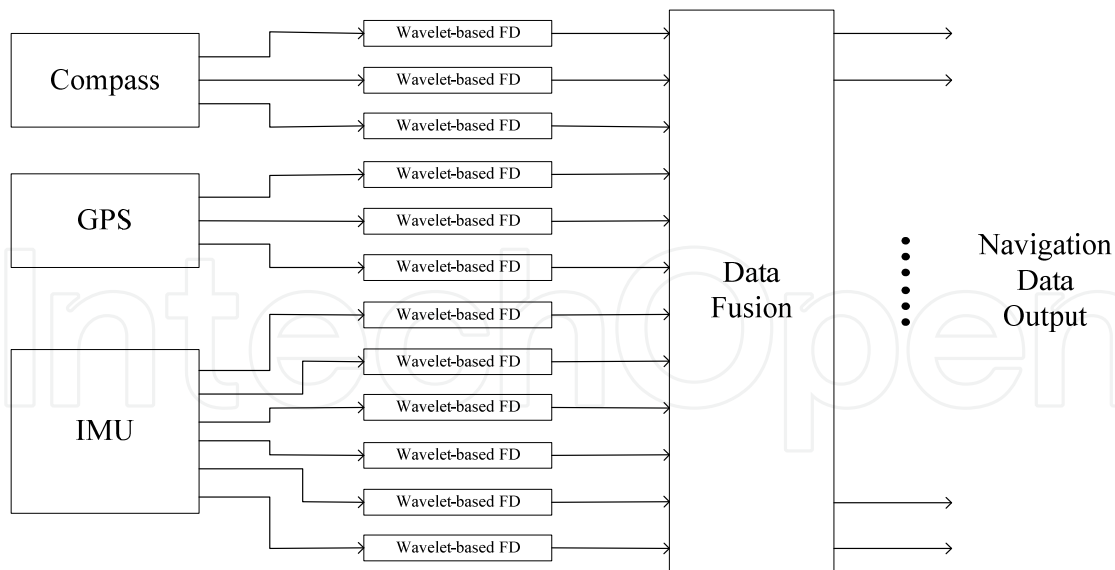 Compass
Wavelet-based FD
Wavelet-based FD
Wavelet-based FD
GPS
Wavelet-based FD
Wavelet-based FD
Wavelet-based FD
IMU
Wavelet-based FD
Wavelet-based FD
Wavelet-based FD
Wavelet-based FD
Wavelet-based FD
Wavelet-based FD
Data
Fusion
Navigation
Data
Output
IntechOpen